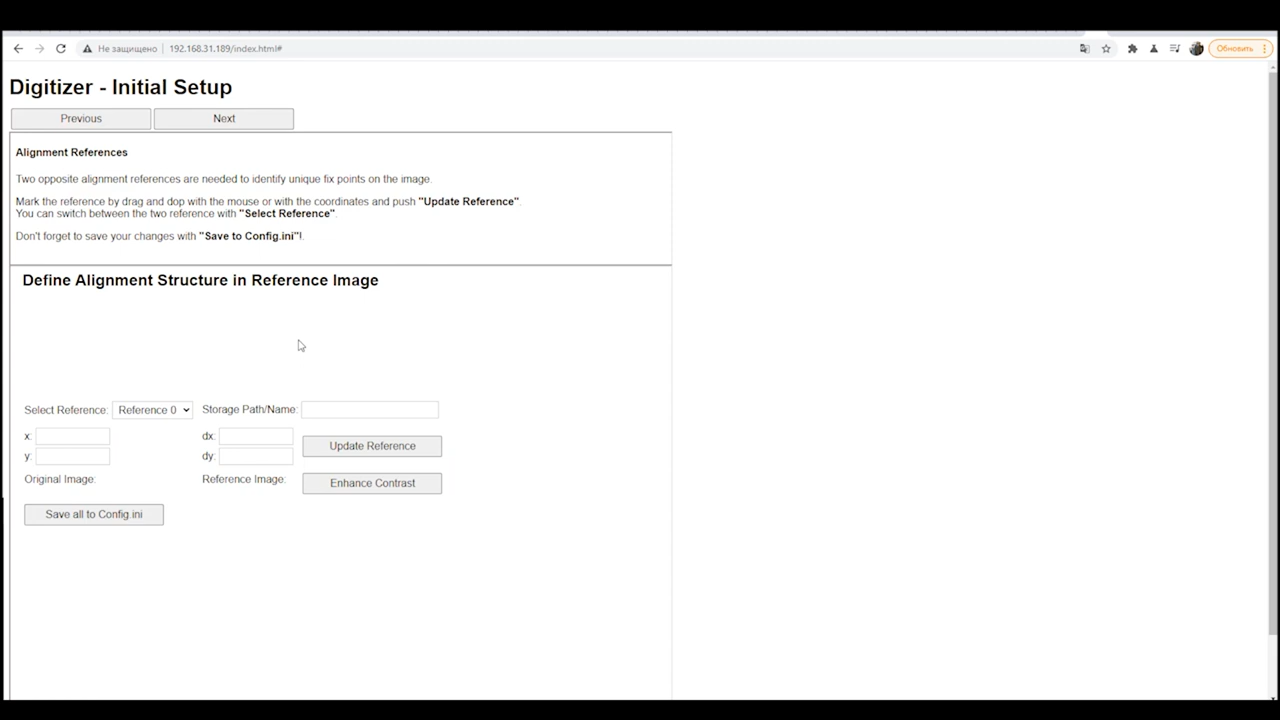 Не защищено
192.168.31.189/index.html#
Обновить
Digitizer - Initial Setup
Previous
Next
Alignment References
Two opposite alignment references are needed to identify unique fix points on the image.
Mark the reference by drag and dop with the mouse or with the coordinates and push "Update Reference".
You can switch between the two reference with "Select Reference".
Don't forget to save your changes with "Save to Config.ini"!.
Define Alignment Structure in Reference Image
Select Reference: Reference 0 Storage Path/Name:
x: dx:
Update Reference
y: dy:
Original Image: Reference Image: Enhance Contrast
Save all to Config.ini